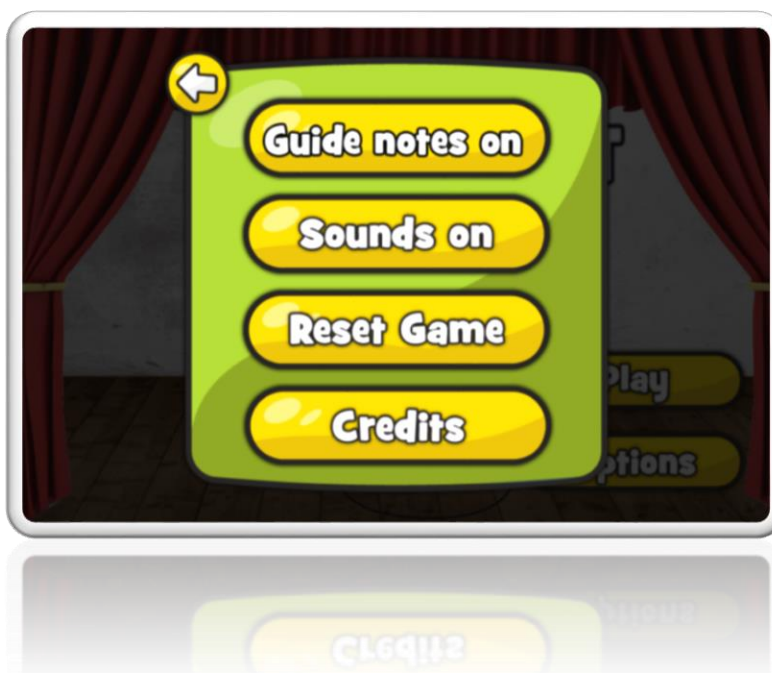 Guide notes on
Sounds on
Reset Game
Credits
Play
ptions